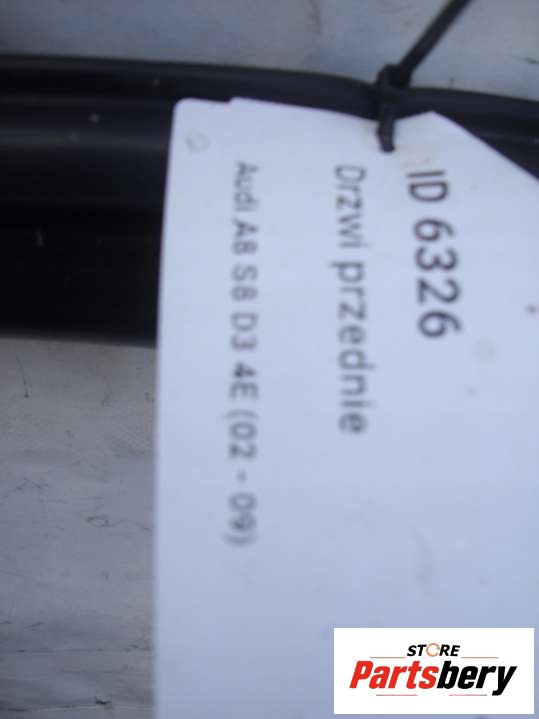 ID 6326
Drzwi przednie
Audi A8 S8 D3 4E (02 - 09)
STORE
Partsbery